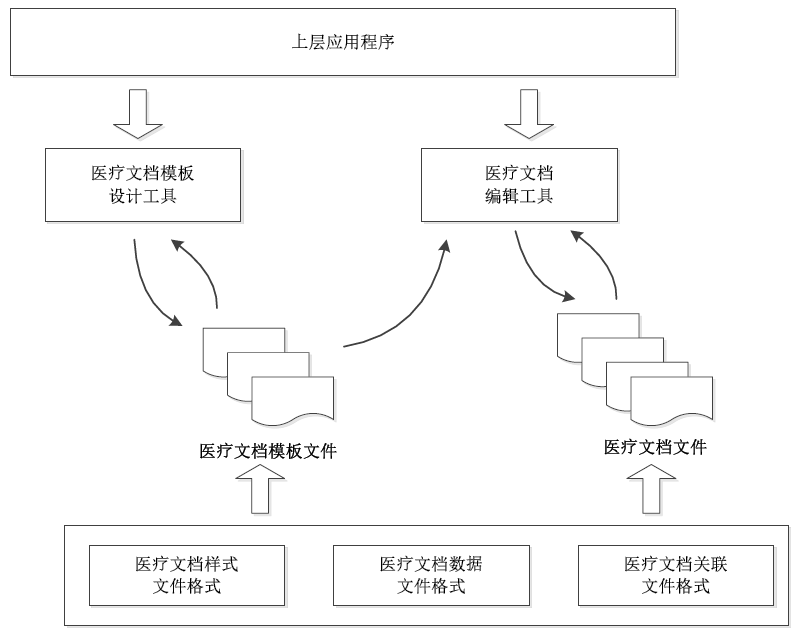 上层应用程序
医疗文档模板
设计工具
医疗文档
编辑工具
医疗文档模板文件
医疗文档文件
医疗文档样式
文件格式
医疗文档数据
文件格式
医疗文档关联
文件格式